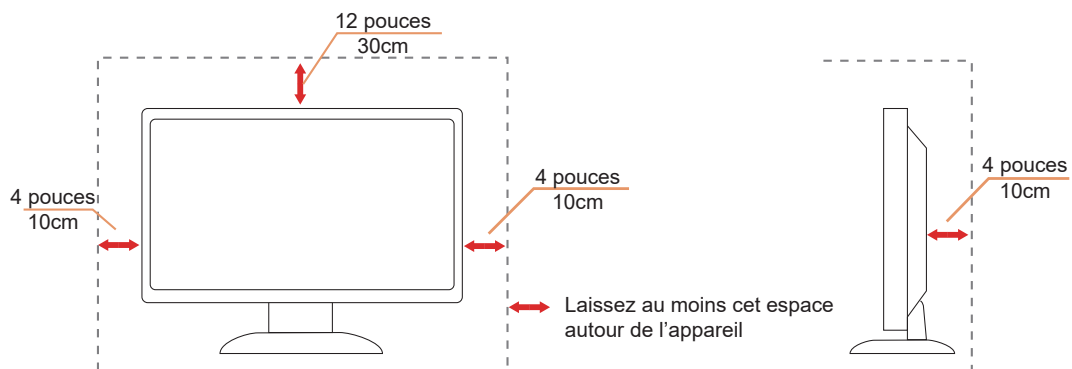 12 pouces
30cm
4 pouces
10cm
4 pouces
10cm
Laissez au moins cet espace
autour de l’appareil
4 pouces
10cm